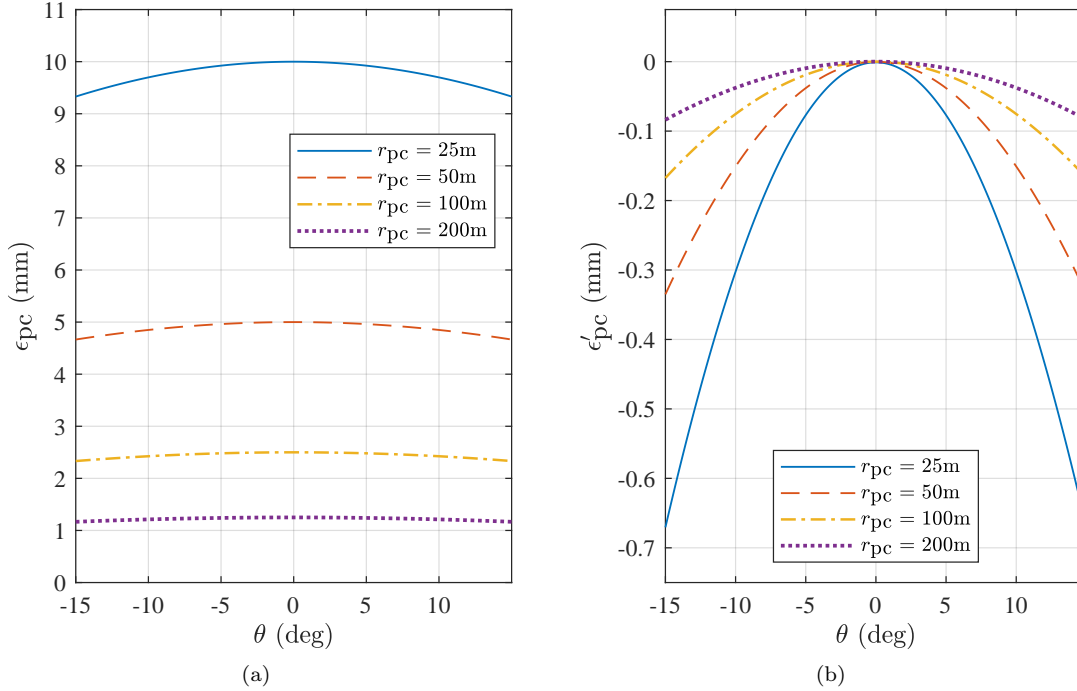 11
10
9
8
7
6
5
4
3
2
1
0
-15
-10
-5
0
5
10
ϵpc (mm)
θ (deg)
rpc = 25m
rpc = 50m
rpc = 100m
rpc = 200m
(a)
0
-0.1
-0.2
-0.3
-0.4
-0.5
-0.6
-0.7
-15
-10
-5
0
5
10
ϵ′pc (mm)
θ (deg)
rpc = 25m
rpc = 50m
rpc = 100m
rpc = 200m
(b)